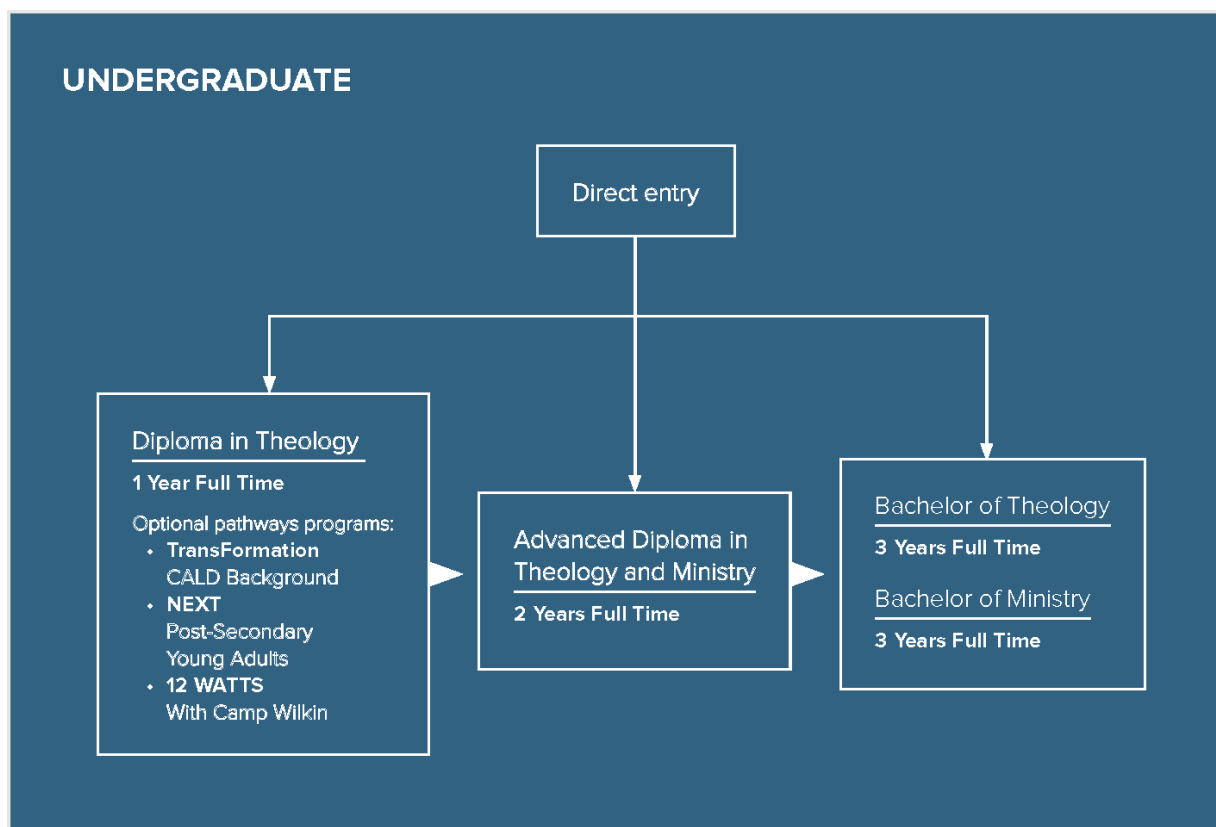 UNDERGRADUATE
Direct entry
Diploma in Theology
1 Year Full Time
Optional pathways programs:
• TransFormation
CALD Background
• NEXT
Post-Secondary
Young Adults
• 12 WATTS
With Camp Wilkin
Advanced Diploma in
Theology and Ministry
2 Years Full Time
Bachelor of Theology
3 Years Full Time
Bachelor of Ministry
3 Years Full Time